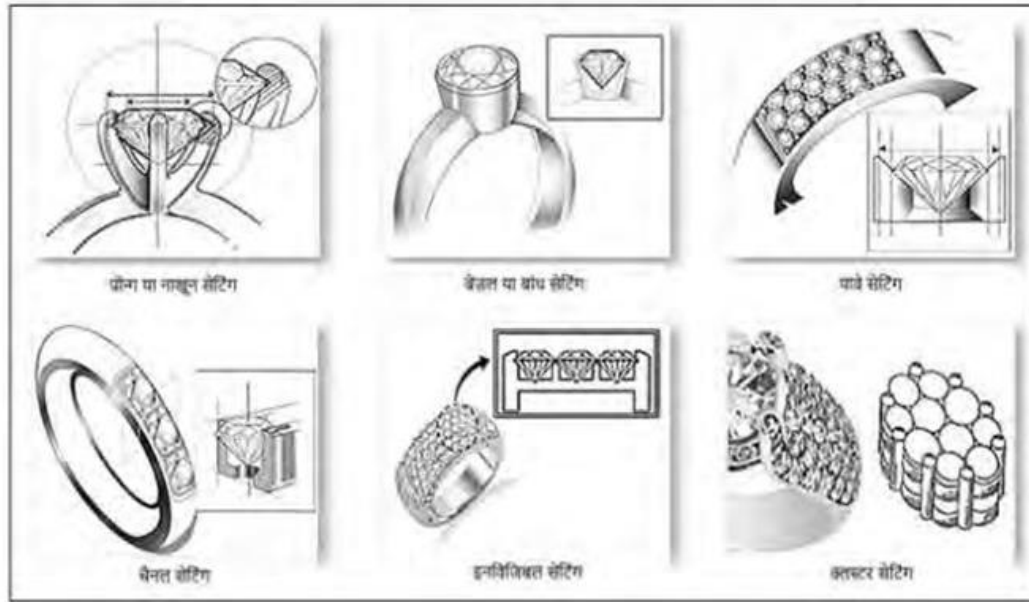 प्रोन्ग या नाखून सेटिंग
बेज़ल या बांध सेटिंग
पावे सेटिंग
चैनल सेटिंग
इनविजिबल सेटिंग
क्लस्टर सेटिंग